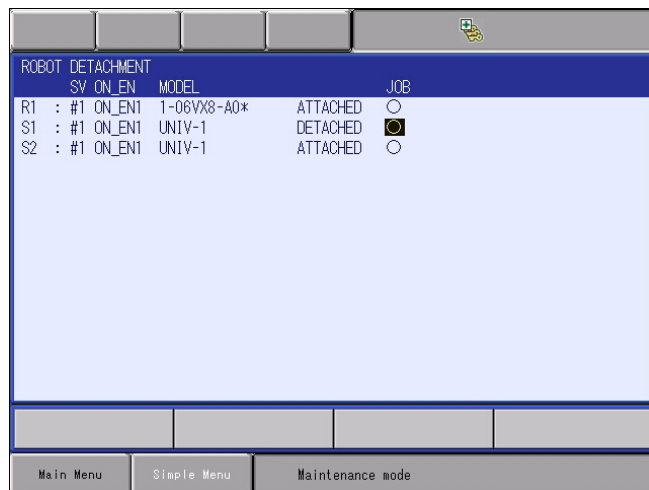 ROBOT DETACHMENT
SV ON_EN MODEL JOB
R1 : #1 ON_EN1 1-06VX8-A0* ATTACHED ○
S1 : #1 ON_EN1 UNIV-1 DETACHED ○
S2 : #1 ON_EN1 UNIV-1 ATTACHED ○
Main Menu Simple Menu Maintenance mode